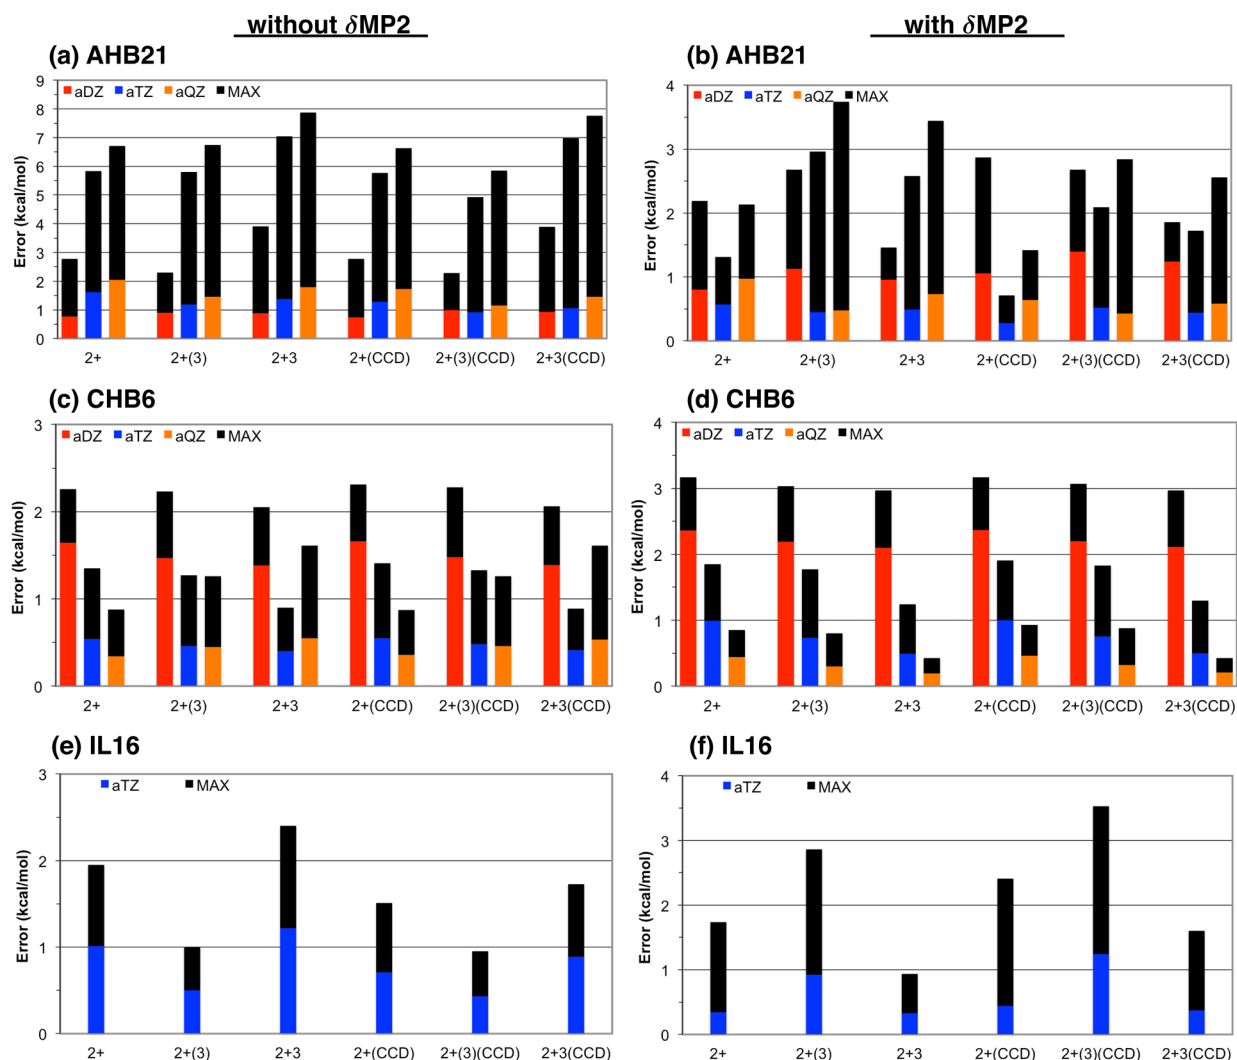 without δMP2
with δMP2
(a) AHB21
(b) AHB21
aDZ aTZ aQZ MAX
9
8
7
6
5
4
3
2
1
0
Error (kcal/mol)
2+ 2+(3) 2+3 2+(CCD) 2+(3)(CCD) 2+3(CCD)
aDZ aTZ aQZ MAX
4
3
2
1
0
Error (kcal/mol)
2+ 2+(3) 2+3 2+(CCD) 2+(3)(CCD) 2+3(CCD)
(c) CHB6
(d) CHB6
aDZ aTZ aQZ MAX
3
2
1
0
Error (kcal/mol)
2+ 2+(3) 2+3 2+(CCD) 2+(3)(CCD) 2+3(CCD)
aDZ aTZ aQZ MAX
4
3
2
1
0
Error (kcal/mol)
2+ 2+(3) 2+3 2+(CCD) 2+(3)(CCD) 2+3(CCD)
(e) IL16
(f) IL16
aTZ MAX
3
2
1
0
Error (kcal/mol)
2+ 2+(3) 2+3 2+(CCD) 2+(3)(CCD) 2+3(CCD)
aTZ MAX
4
3
2
1
0
Error (kcal/mol)
2+ 2+(3) 2+3 2+(CCD) 2+(3)(CCD) 2+3(CCD)